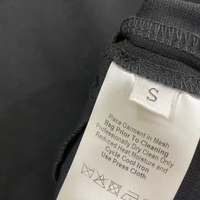 S
Place Garment in Mesh
Bag Prior To Cleaning
Professionally Dry Clean Only
Reduced Heat Moisture and
Cycle Cool Iron
Use Press Cloth